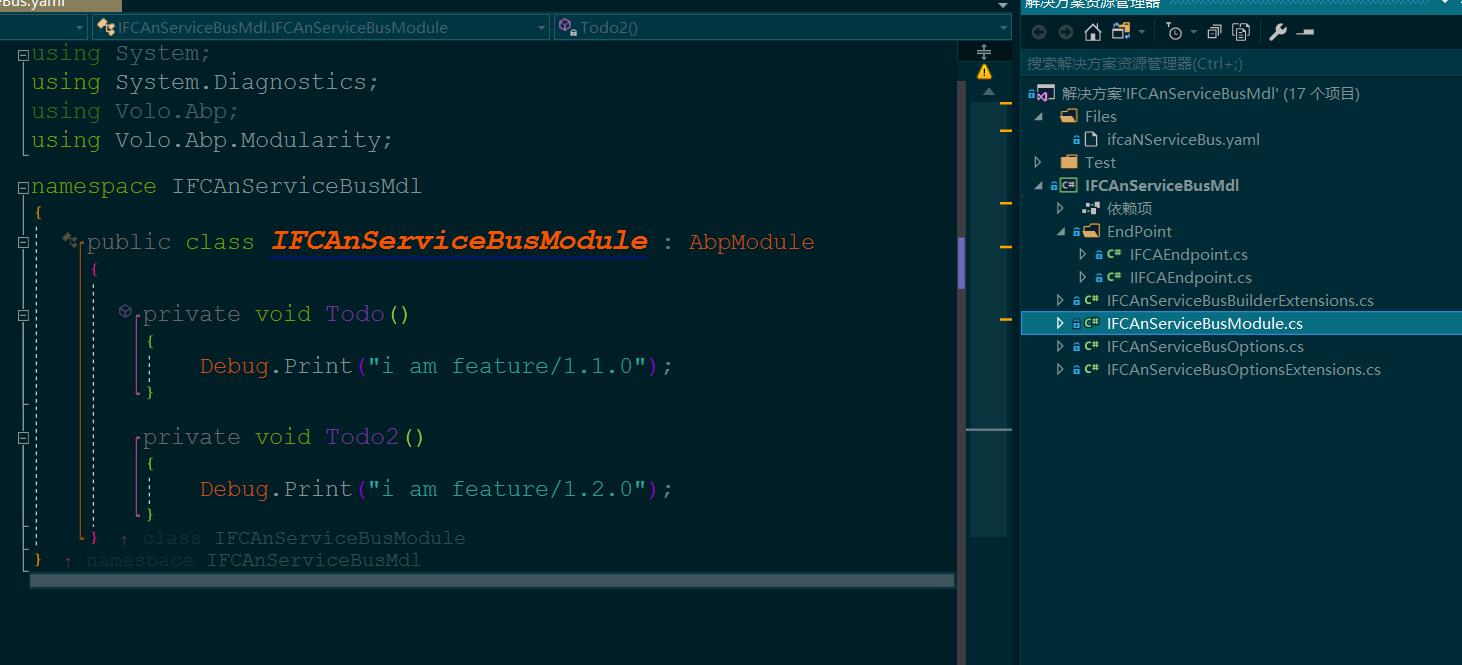 Bus.yaml
IFCAnServiceBusMdl.IFCAnServiceBusModule
Todo2()
using System;
using System.Diagnostics;
using Volo.Abp;
using Volo.Abp.Modularity;
namespace IFCAnServiceBusMdl
{
public class IFCAnServiceBusModule : AbpModule
{
private void Todo()
{
Debug.Print("i am feature/1.1.0");
}
private void Todo2()
{
Debug.Print("i am feature/1.2.0");
}
} ↑ class IFCAnServiceBusModule
} ↑ namespace IFCAnServiceBusMdl
解决方案资源管理器
搜索解决方案资源管理器(Ctrl+;)
解决方案'IFCAnServiceBusMdl' (17 个项目)
Files
ifcaNServiceBus.yaml
Test
C# IFCAnServiceBusMdl
依赖项
EndPoint
C# IFCAEndpoint.cs
C# IIFCAEndpoint.cs
C# IFCAnServiceBusBuilderExtensions.cs
C# IFCAnServiceBusModule.cs
C# IFCAnServiceBusOptions.cs
C# IFCAnServiceBusOptionsExtensions.cs